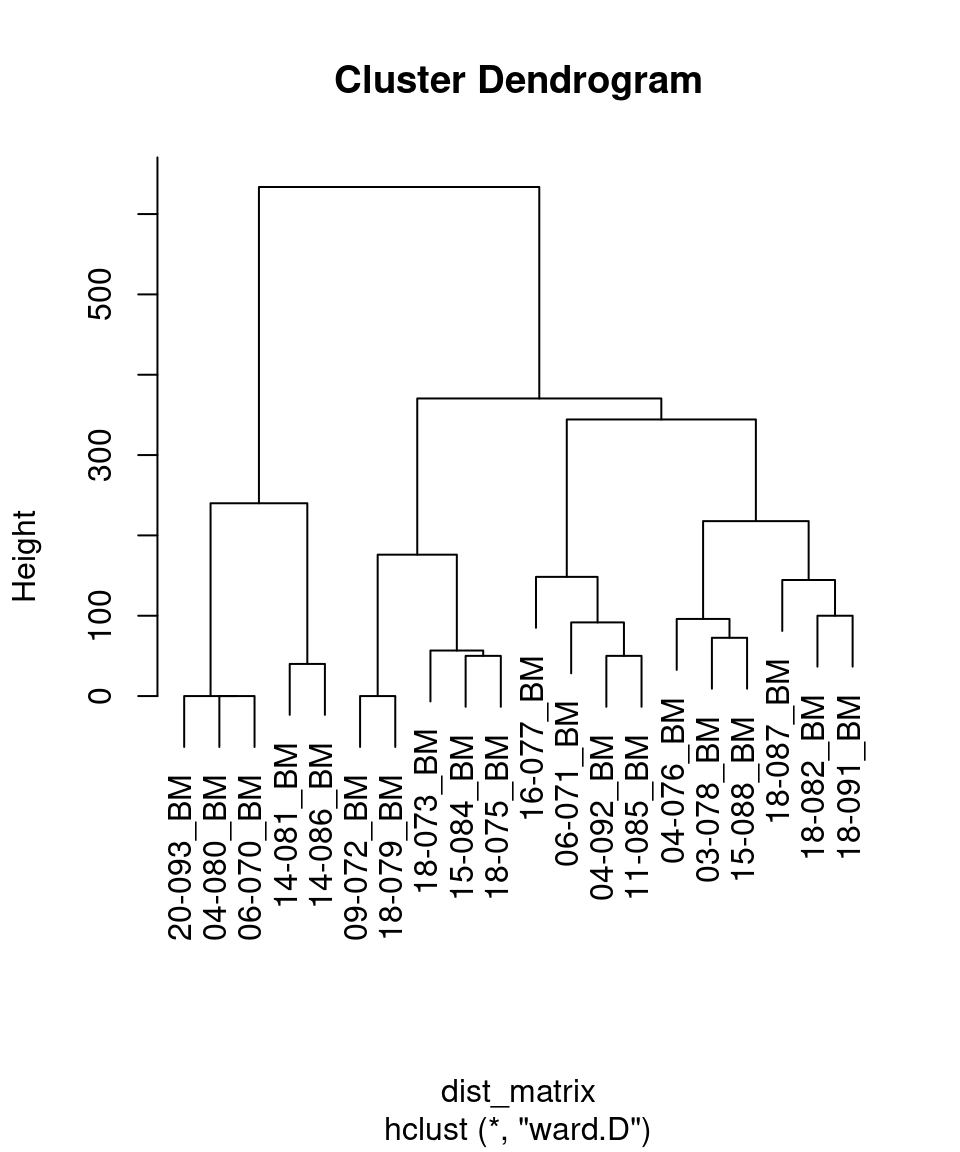 Cluster Dendrogram
Height
500
300
100
0
20-093_BM
04-080_BM
06-070_BM
14-081_BM
14-086_BM
09-072_BM
18-079_BM
18-073_BM
15-084_BM
18-075_BM
16-077_BM
06-071_BM
04-092_BM
11-085_BM
04-076_BM
03-078_BM
15-088_BM
18-087_BM
18-082_BM
18-091_BM
dist_matrix
hclust (*, "ward.D")